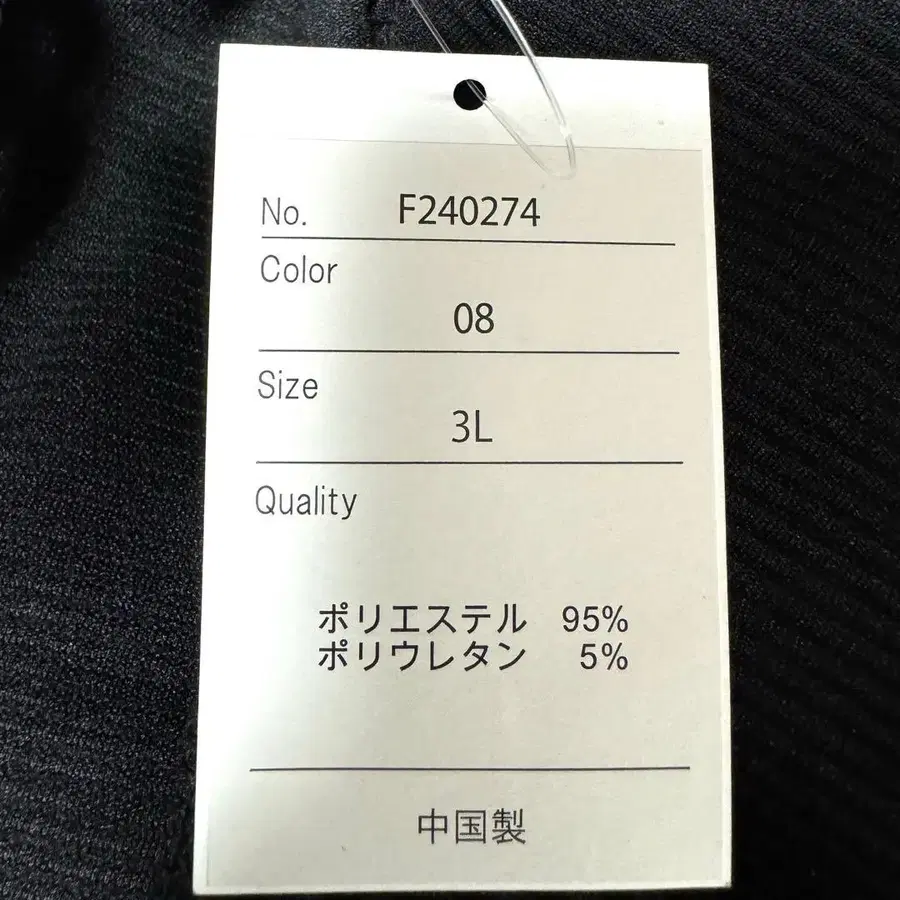 No. F240274
Color
08
Size
3L
Quality
ポリエステル 95%
ポリウレタン 5%
中国製